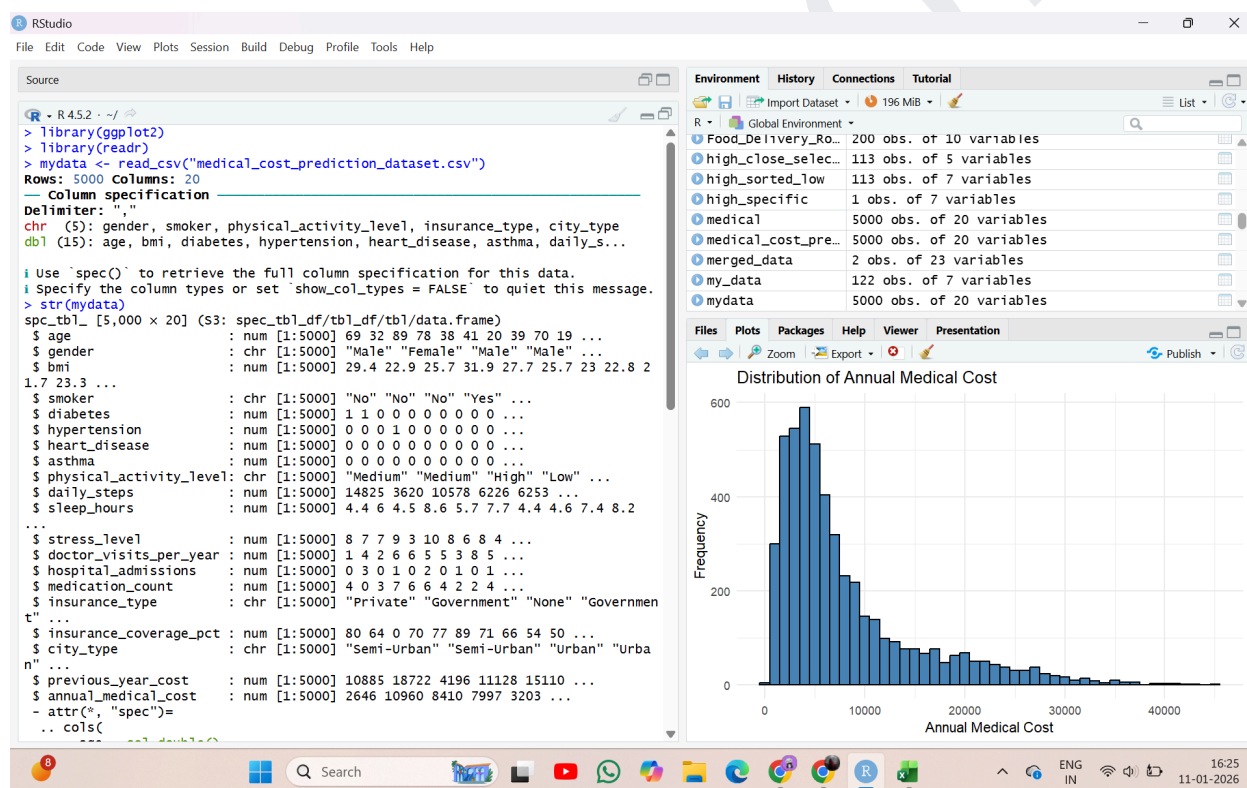 RStudio
File Edit Code View Plots Session Build Debug Profile Tools Help
Source
R 4.5.2 · ~/
> library(ggplot2)
> library(readr)
> mydata <- read_csv("medical_cost_prediction_dataset.csv")
Rows: 5000 Columns: 20
── Column specification ──
Delimiter: ","
chr (5): gender, smoker, physical_activity_level, insurance_type, city_type
dbl (15): age, bmi, diabetes, hypertension, heart_disease, asthma, daily_s...
ℹ Use `spec()` to retrieve the full column specification for this data.
ℹ Specify the column types or set `show_col_types = FALSE` to quiet this message.
> str(mydata)
spc_tbl_ [5,000 × 20] (S3: spec_tbl_df/tbl_df/tbl/data.frame)
$ age : num [1:5000] 69 32 89 78 38 41 20 39 70 19 ...
$ gender : chr [1:5000] "Male" "Female" "Male" "Male" ...
$ bmi : num [1:5000] 29.4 22.9 25.7 31.9 27.7 25.7 23 22.8 2
1.7 23.3 ...
$ smoker : chr [1:5000] "No" "No" "No" "Yes" ...
$ diabetes : num [1:5000] 1 1 0 0 0 0 0 0 0 0 ...
$ hypertension : num [1:5000] 0 0 0 1 0 0 0 0 0 0 ...
$ heart_disease : num [1:5000] 0 0 0 0 0 0 0 0 0 0 ...
$ asthma : num [1:5000] 0 0 0 0 0 0 0 0 0 0 ...
$ physical_activity_level: chr [1:5000] "Medium" "Medium" "High" "Low" ...
$ daily_steps : num [1:5000] 14825 3620 10578 6226 6253 ...
$ sleep_hours : num [1:5000] 4.4 6 4.5 8.6 5.7 7.7 4.4 4.6 7.4 8.2
...
$ stress_level : num [1:5000] 8 7 7 9 3 10 8 6 8 4 ...
$ doctor_visits_per_year : num [1:5000] 1 4 2 6 6 5 5 3 8 5 ...
$ hospital_admissions : num [1:5000] 0 3 0 1 0 2 0 1 0 1 ...
$ medication_count : num [1:5000] 4 0 3 7 6 6 4 2 2 4 ...
$ insurance_type : chr [1:5000] "Private" "Government" "None" "Governmen
t" ...
$ insurance_coverage_pct : num [1:5000] 80 64 0 70 77 89 71 66 54 50 ...
$ city_type : chr [1:5000] "Semi-Urban" "Semi-Urban" "Urban" "Urba
n" ...
$ previous_year_cost : num [1:5000] 10885 18722 4196 11128 15110 ...
$ annual_medical_cost : num [1:5000] 2646 10960 8410 7997 3203 ...
- attr(*, "spec")=
.. cols(
Environment History Connections Tutorial
Import Dataset 196 MiB List
R Global Environment
Food_Delivery_Ro... 200 obs. of 10 variables
high_close_selec... 113 obs. of 5 variables
high_sorted_low 113 obs. of 7 variables
high_specific 1 obs. of 7 variables
medical 5000 obs. of 20 variables
medical_cost_pre... 5000 obs. of 20 variables
merged_data 2 obs. of 23 variables
my_data 122 obs. of 7 variables
mydata 5000 obs. of 20 variables
Files Plots Packages Help Viewer Presentation
Zoom Export Publish
Distribution of Annual Medical Cost
600
400
200
0
Frequency
0 10000 20000 30000 40000
Annual Medical Cost
8
Search
ENG
IN
16:25
11-01-2026